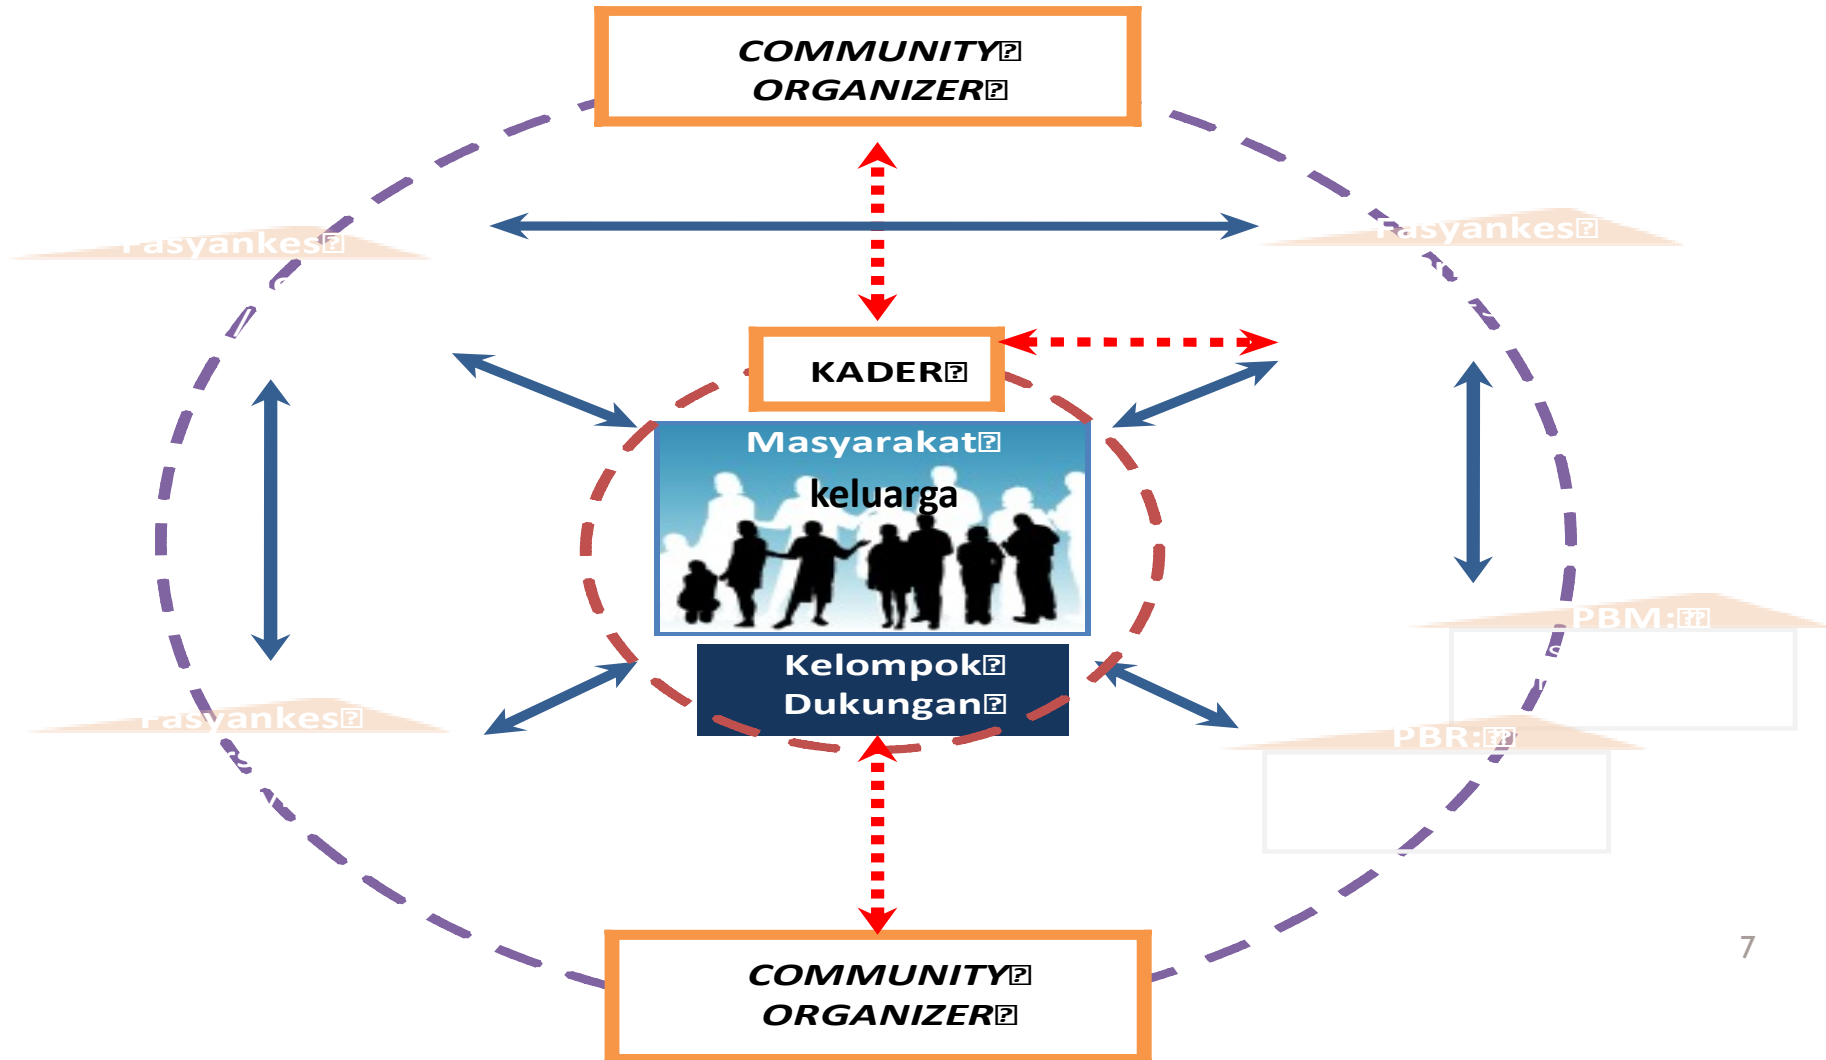 COMMUNITY
ORGANIZER
Fasyankes
Fasyankes
KADER
Masyarakat
keluarga
PBM:
Kelompok
Dukungan
Fasyankes
PBR:
7
COMMUNITY
ORGANIZER